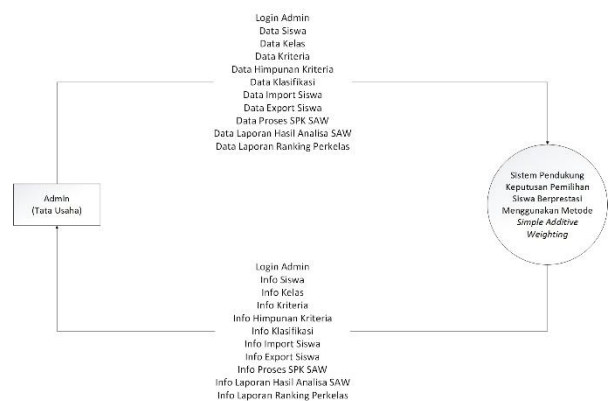 Login Admin
Data Siswa
Data Kelas
Data Kriteria
Data Himpunan Kriteria
Data Klasifikasi
Data Import Siswa
Data Export Siswa
Data Proses SPK SAW
Data Laporan Hasil Analisa SAW
Data Laporan Ranking Perkelas
Admin
(Tata Usaha)
Sistem Pendukung
Keputusan Pemilihan
Siswa Berprestasi
Menggunakan Metode
Simple Additive
Weighting
Login Admin
Info Siswa
Info Kelas
Info Kriteria
Info Himpunan Kriteria
Info Klasifikasi
Info Import Siswa
Info Export Siswa
Info Proses SPK SAW
Info Laporan Hasil Analisa SAW
Info Laporan Ranking Perkelas